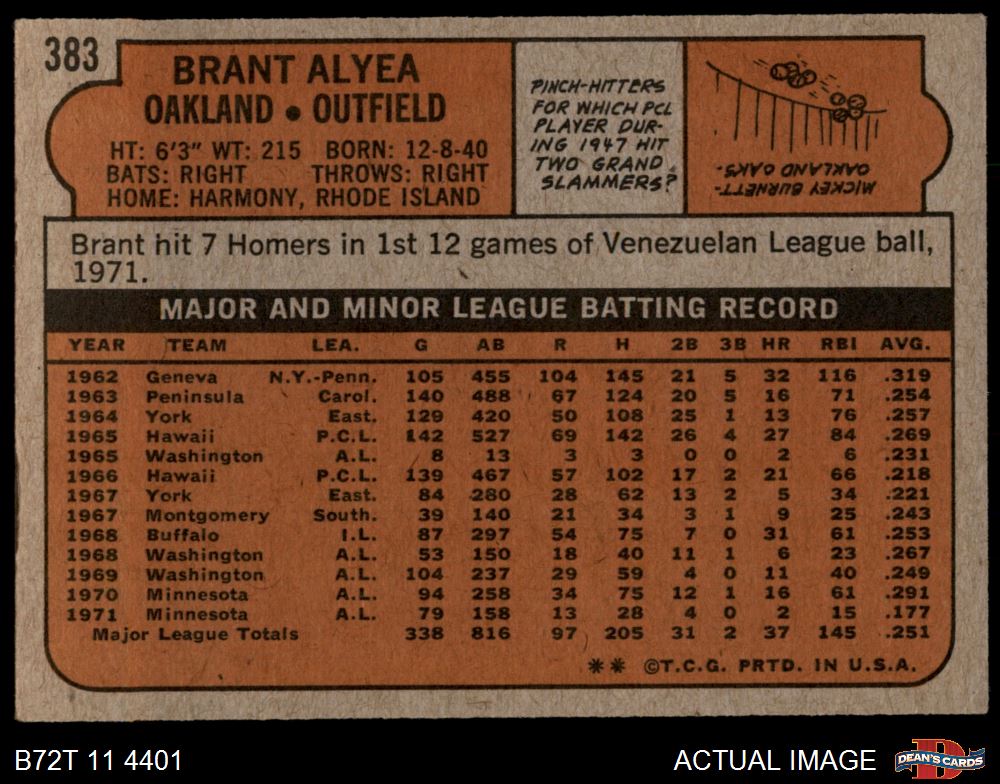 383
BRANT ALYEA
OAKLAND • OUTFIELD
HT: 6'3" WT: 215 BORN: 12-8-40
BATS: RIGHT THROWS: RIGHT
HOME: HARMONY, RHODE ISLAND
PINCH-HITTERS
FOR WHICH PCL
PLAYER DUR-
ING 1947 HIT
TWO GRAND
SLAMMERS?
MICKEY BURNETT-
OAKLAND OAKS.
Brant hit 7 Homers in 1st 12 games of Venezuelan League ball,
1971.
MAJOR AND MINOR LEAGUE BATTING RECORD
YEAR TEAM LEA. G AB R H 2B 3B HR RBI AVG.
1962 Geneva N.Y.-Penn. 105 455 104 145 21 5 32 116 .319
1963 Peninsula Carol. 140 488 67 124 20 5 16 71 .254
1964 York East. 129 420 50 108 25 1 13 76 .257
1965 Hawaii P.C.L. 142 527 69 142 26 4 27 84 .269
1965 Washington A.L. 8 13 3 3 0 0 2 6 .231
1966 Hawaii P.C.L. 139 467 57 102 17 2 21 66 .218
1967 York East. 84 280 28 62 13 2 5 34 .221
1967 Montgomery South. 39 140 21 34 3 1 9 25 .243
1968 Buffalo I.L. 87 297 54 75 7 0 31 61 .253
1968 Washington A.L. 53 150 18 40 11 1 6 23 .267
1969 Washington A.L. 104 237 29 59 4 0 11 40 .249
1970 Minnesota A.L. 94 258 34 75 12 1 16 61 .291
1971 Minnesota A.L. 79 158 13 28 4 0 2 15 .177
Major League Totals 338 816 97 205 31 2 37 145 .251
** ©T.C.G. PRTD. IN U.S.A.
B72T 11 4401
ACTUAL IMAGE
DEAN'S CARDS